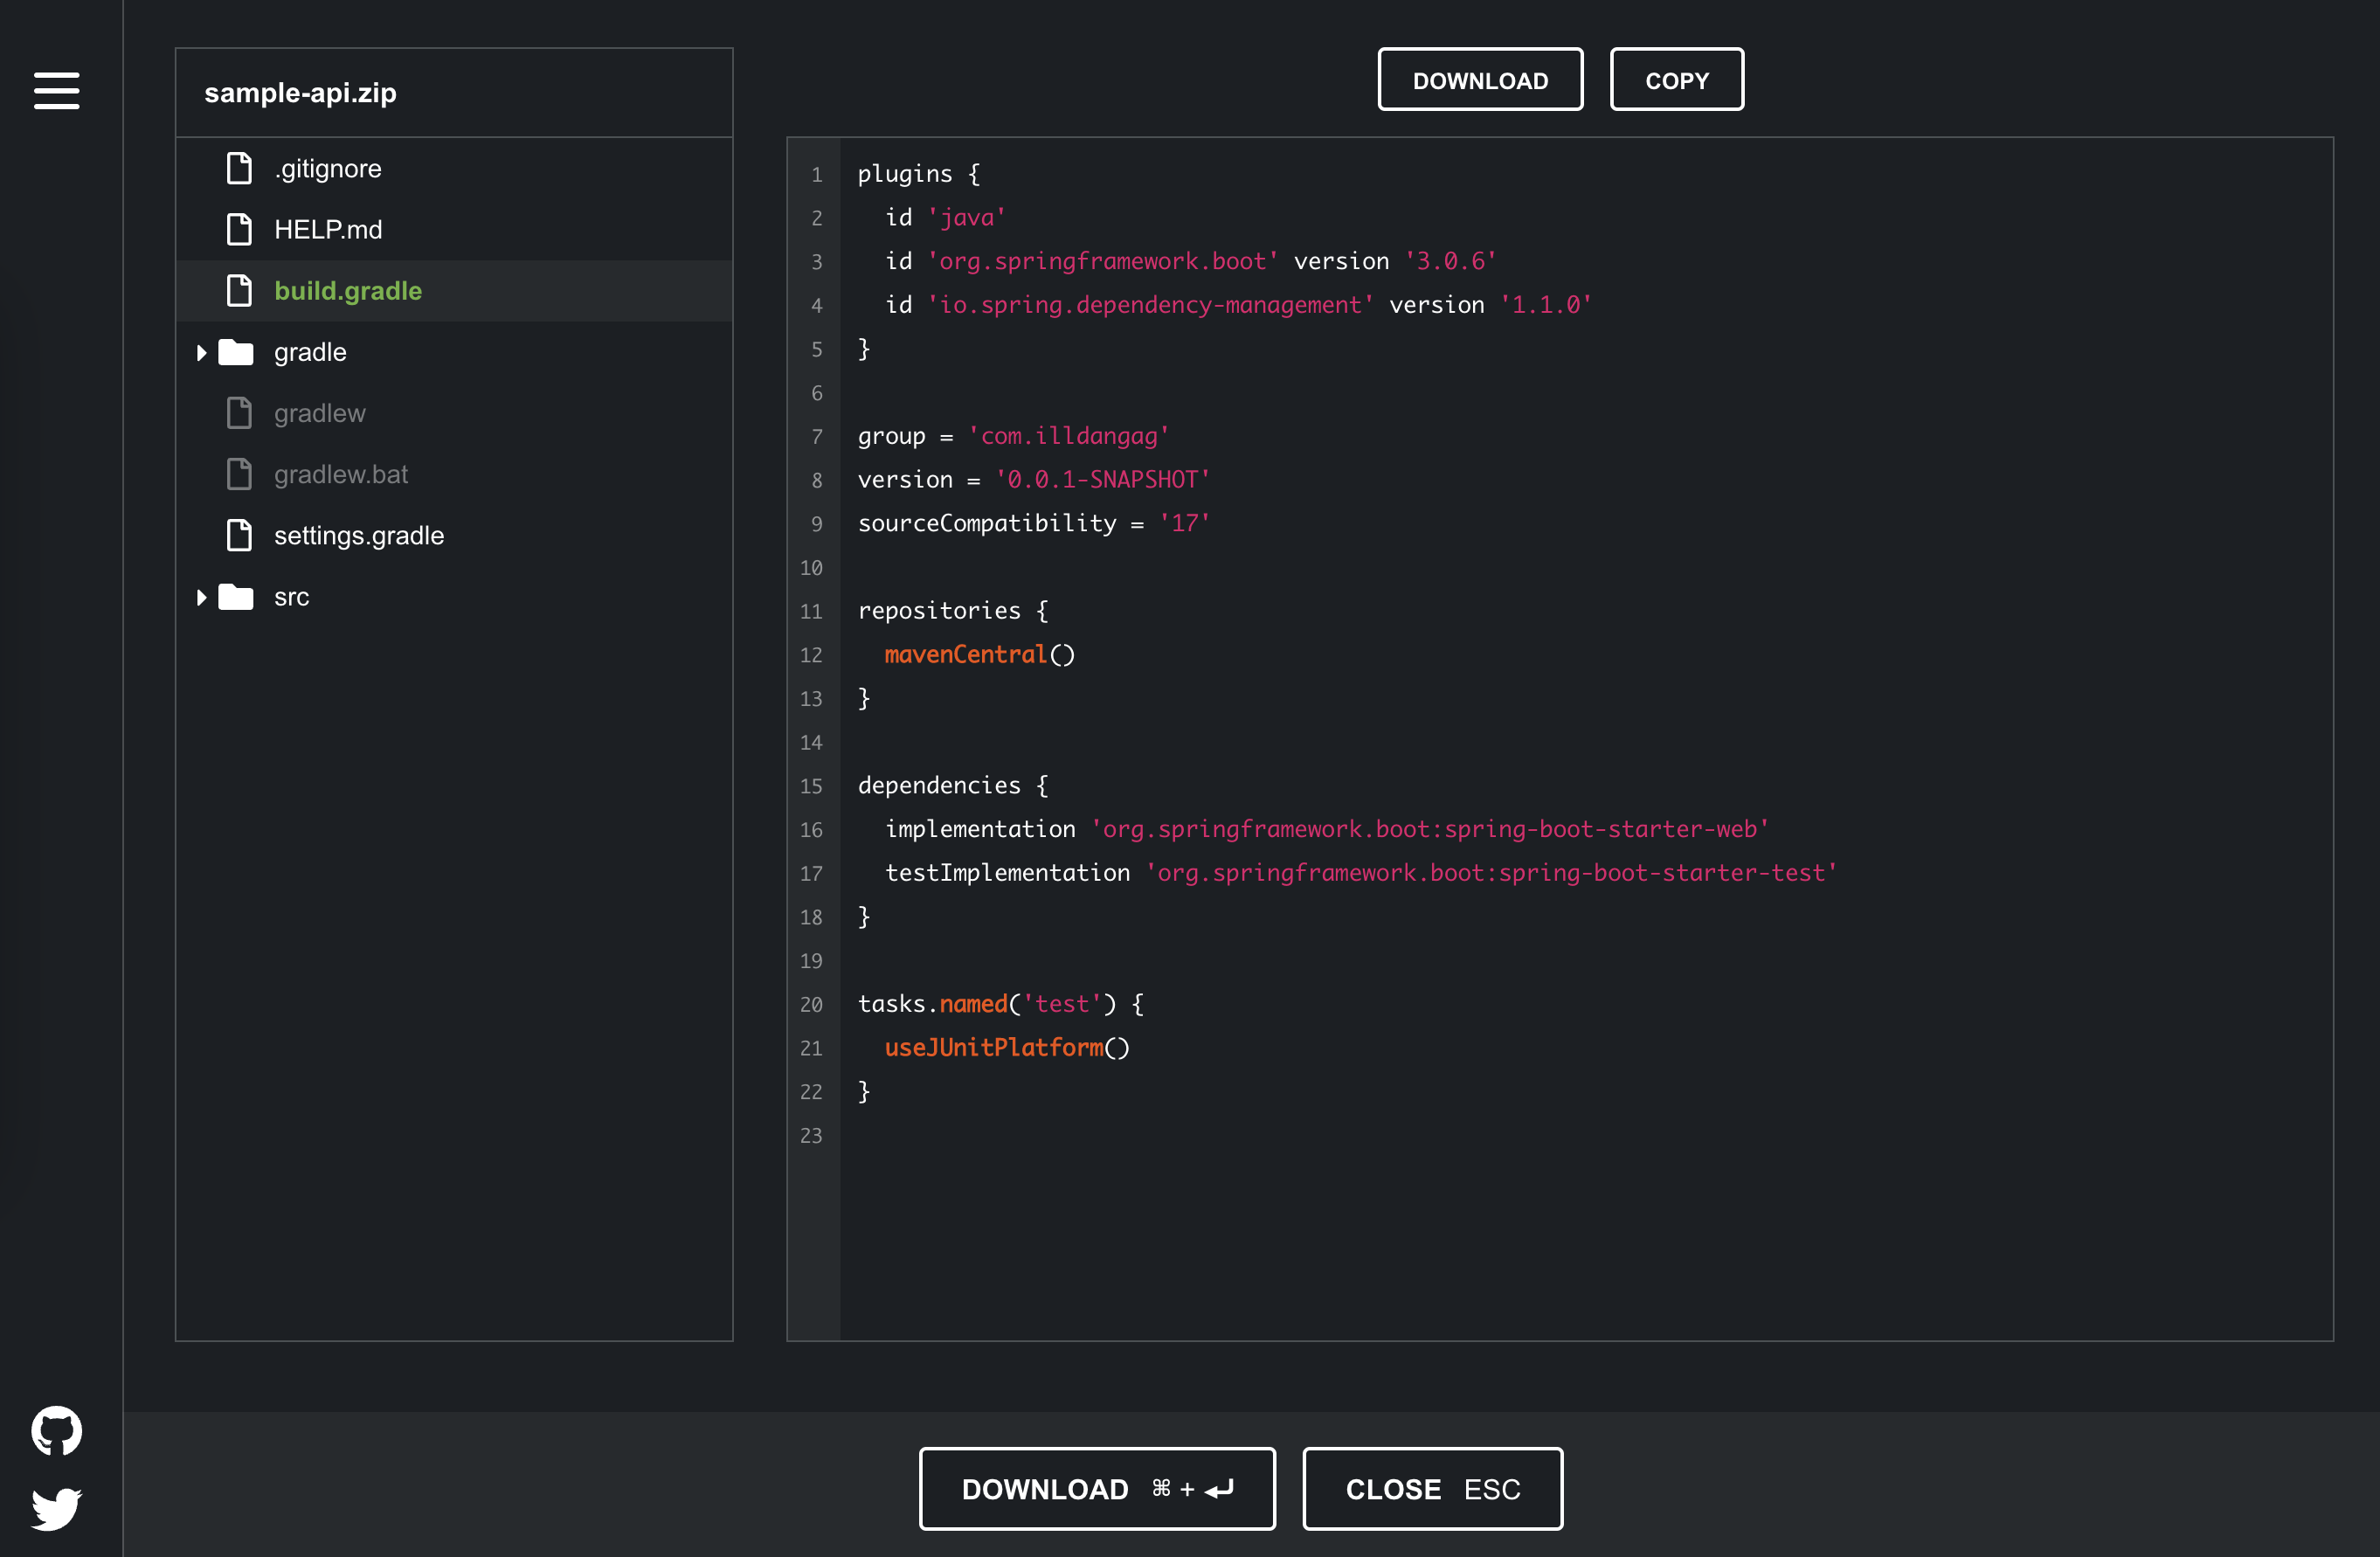 sample-api.zip
.gitignore
HELP.md
build.gradle
gradle
gradlew
gradlew.bat
settings.gradle
src
DOWNLOAD
COPY
1 plugins {
2   id 'java'
3   id 'org.springframework.boot' version '3.0.6'
4   id 'io.spring.dependency-management' version '1.1.0'
5 }
6
7 group = 'com.illdangag'
8 version = '0.0.1-SNAPSHOT'
9 sourceCompatibility = '17'
10
11 repositories {
12   mavenCentral()
13 }
14
15 dependencies {
16   implementation 'org.springframework.boot:spring-boot-starter-web'
17   testImplementation 'org.springframework.boot:spring-boot-starter-test'
18 }
19
20 tasks.named('test') {
21   useJUnitPlatform()
22 }
23
DOWNLOAD ⌘ + ↵
CLOSE ESC